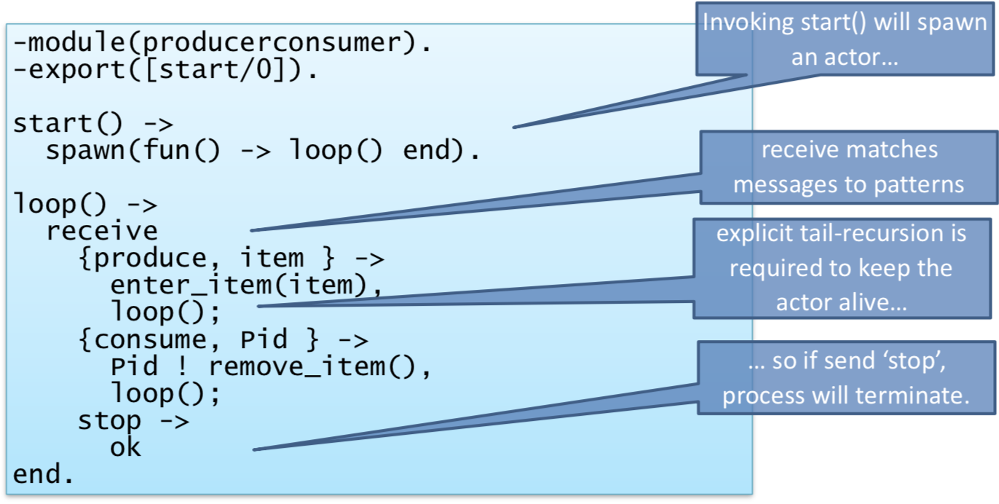 -module(producerconsumer).
-export([start/0]).
start() ->
  spawn(fun() -> loop() end).
loop() ->
  receive
    {produce, item } ->
      enter_item(item),
      loop();
    {consume, Pid } ->
      Pid ! remove_item(),
      loop();
    stop ->
      ok
end.
Invoking start() will spawn
an actor…
receive matches
messages to patterns
explicit tail-recursion is
required to keep the
actor alive…
… so if send ‘stop’,
process will terminate.